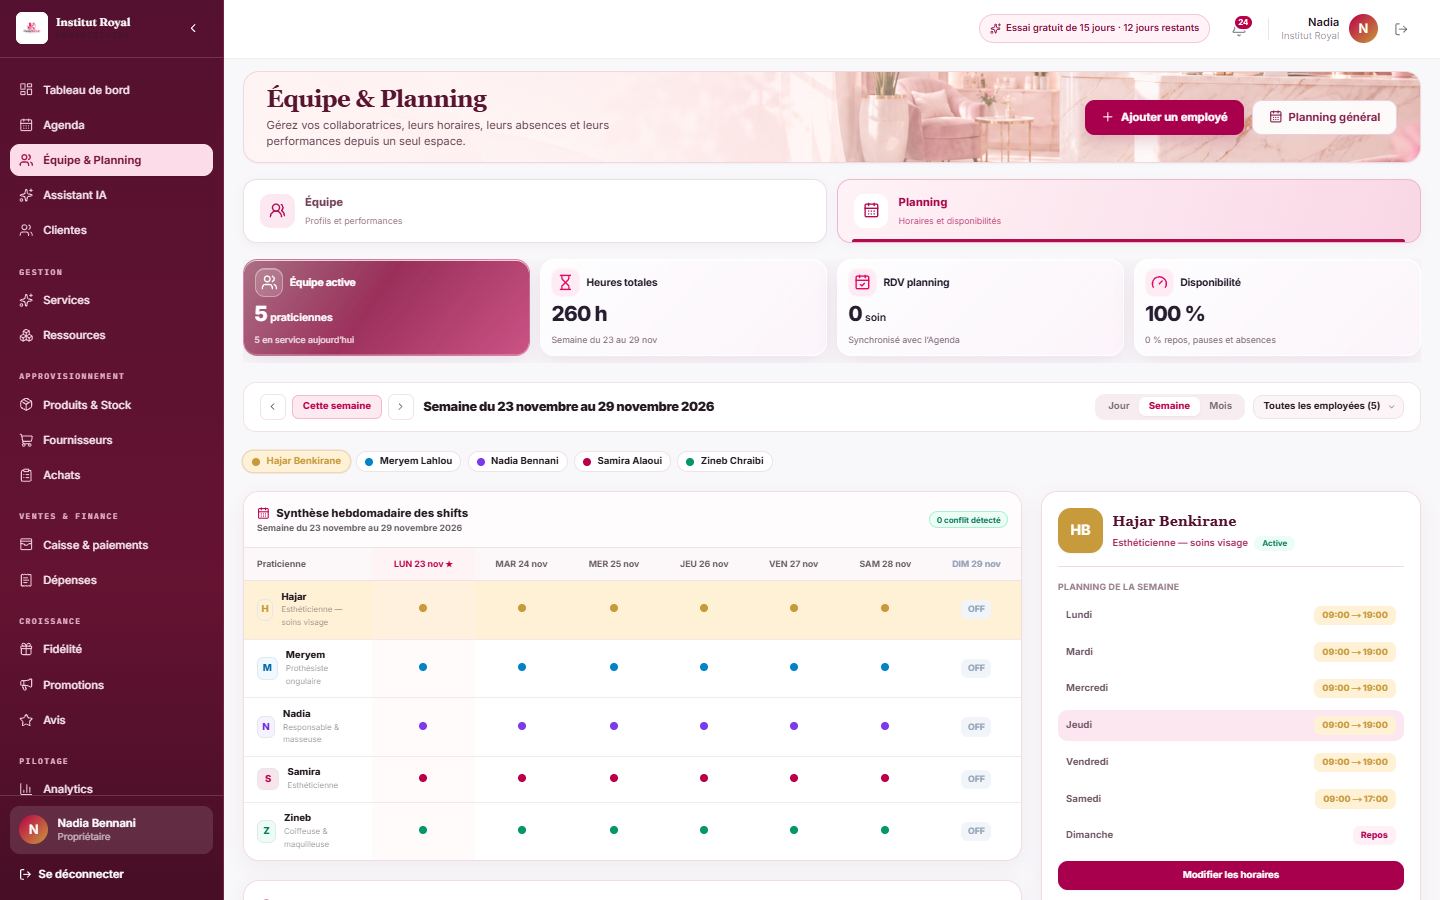 Institut Royal
Essai gratuit de 15 jours · 12 jours restants
24
Nadia
Institut Royal
N
Tableau de bord
Agenda
Équipe & Planning
Assistant IA
Clientes
GESTION
Services
Ressources
APPROVISIONNEMENT
Produits & Stock
Fournisseurs
Achats
VENTES & FINANCE
Caisse & paiements
Dépenses
CROISSANCE
Fidélité
Promotions
Avis
PILOTAGE
Analytics
N
Nadia Bennani
Propriétaire
Se déconnecter
Équipe & Planning
Gérez vos collaboratrices, leurs horaires, leurs absences et leurs
performances depuis un seul espace.
Ajouter un employé
Planning général
Équipe
Profils et performances
Planning
Horaires et disponibilités
Équipe active
5 praticiennes
5 en service aujourd'hui
Heures totales
260 h
Semaine du 23 au 29 nov
RDV planning
0 soin
Synchronisé avec l'Agenda
Disponibilité
100 %
0 % repos, pauses et absences
Cette semaine
Semaine du 23 novembre au 29 novembre 2026
Jour
Semaine
Mois
Toutes les employées (5)
Hajar Benkirane
Meryem Lahlou
Nadia Bennani
Samira Alaoui
Zineb Chraibi
Synthèse hebdomadaire des shifts
Semaine du 23 novembre au 29 novembre 2026
0 conflit détecté
Praticienne
LUN 23 nov ★
MAR 24 nov
MER 25 nov
JEU 26 nov
VEN 27 nov
SAM 28 nov
DIM 29 nov
H
Hajar
Esthéticienne —
soins visage
OFF
M
Meryem
Prothésiste
ongulaire
OFF
N
Nadia
Responsable &
masseuse
OFF
S
Samira
Esthéticienne
OFF
Z
Zineb
Coiffeuse &
maquilleuse
OFF
HB
Hajar Benkirane
Esthéticienne — soins visage
Active
PLANNING DE LA SEMAINE
Lundi
09:00 → 19:00
Mardi
09:00 → 19:00
Mercredi
09:00 → 19:00
Jeudi
09:00 → 19:00
Vendredi
09:00 → 19:00
Samedi
09:00 → 17:00
Dimanche
Repos
Modifier les horaires